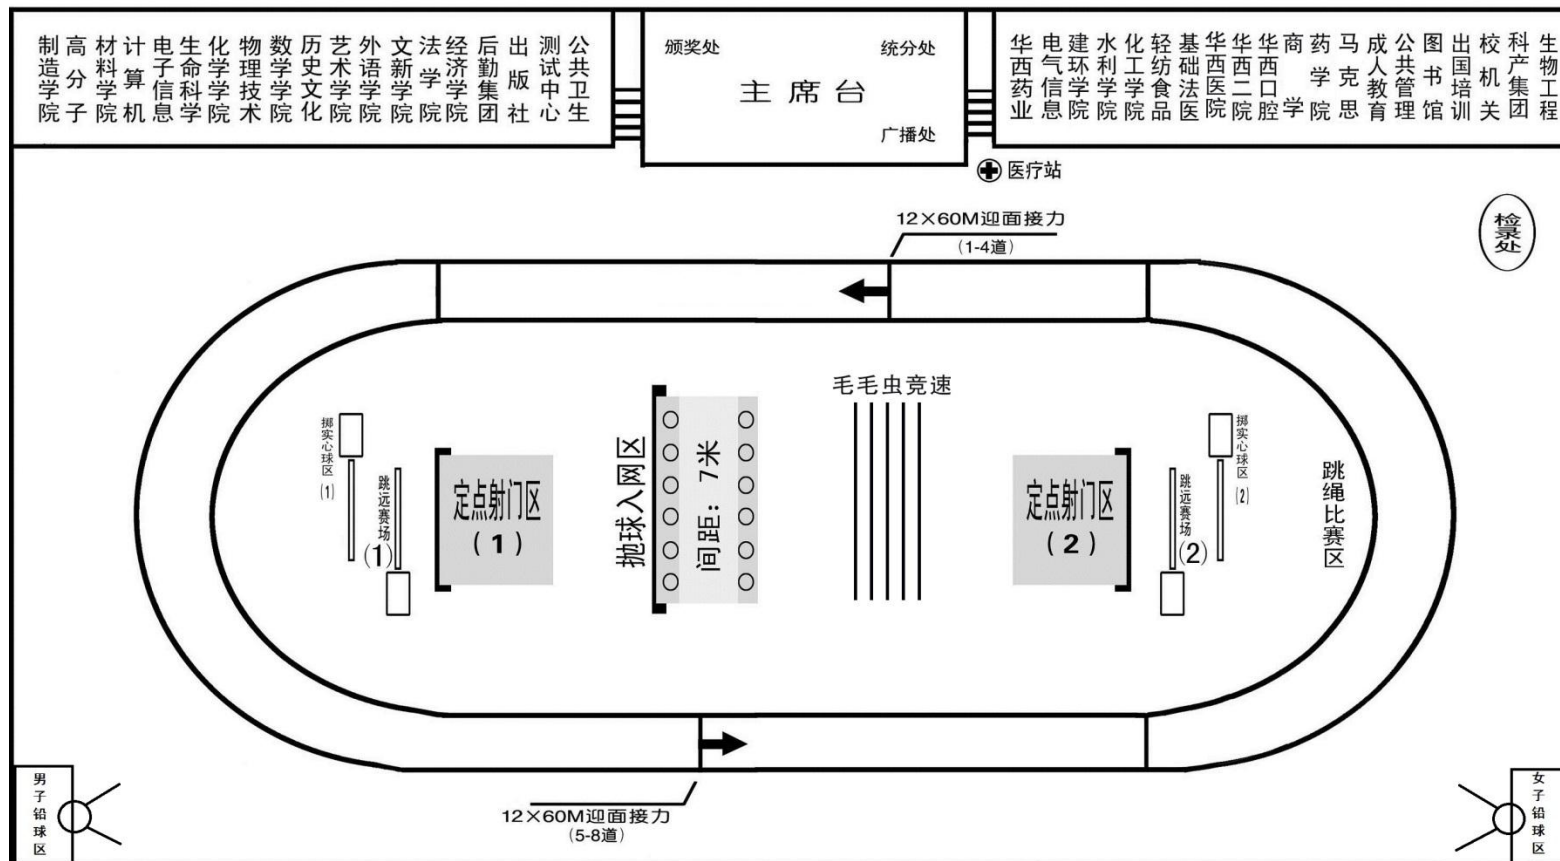 制造学院
高分子
材料学院
计算机
电子信息
生命科学
化学学院
物理技术
数学学院
历史文化
艺术学院
外语学院
文新学院
法学院
经济学院
后勤集团
出版社
测试中心
公共卫生
颁奖处
统分处
主席台
广播处
华西药业
电气信息
建环学院
水利学院
化工学院
轻纺食品
基础法医
华西医院
华西二院
华西口腔
商学
药学院
马克思
成人教育
公共管理
图书馆
出国培训
校机关
科产集团
生物工程
医疗站
检录处
12×60M迎面接力
(1-4道)
毛毛虫竞速
掷实心球区
(1)
跳远赛场
(1)
定点射门区
(1)
抛球入网区
间距：7米
定点射门区
(2)
跳远赛场
(2)
掷实心球区
(2)
跳绳比赛区
12×60M迎面接力
(5-8道)
男子铅球区
女子铅球区